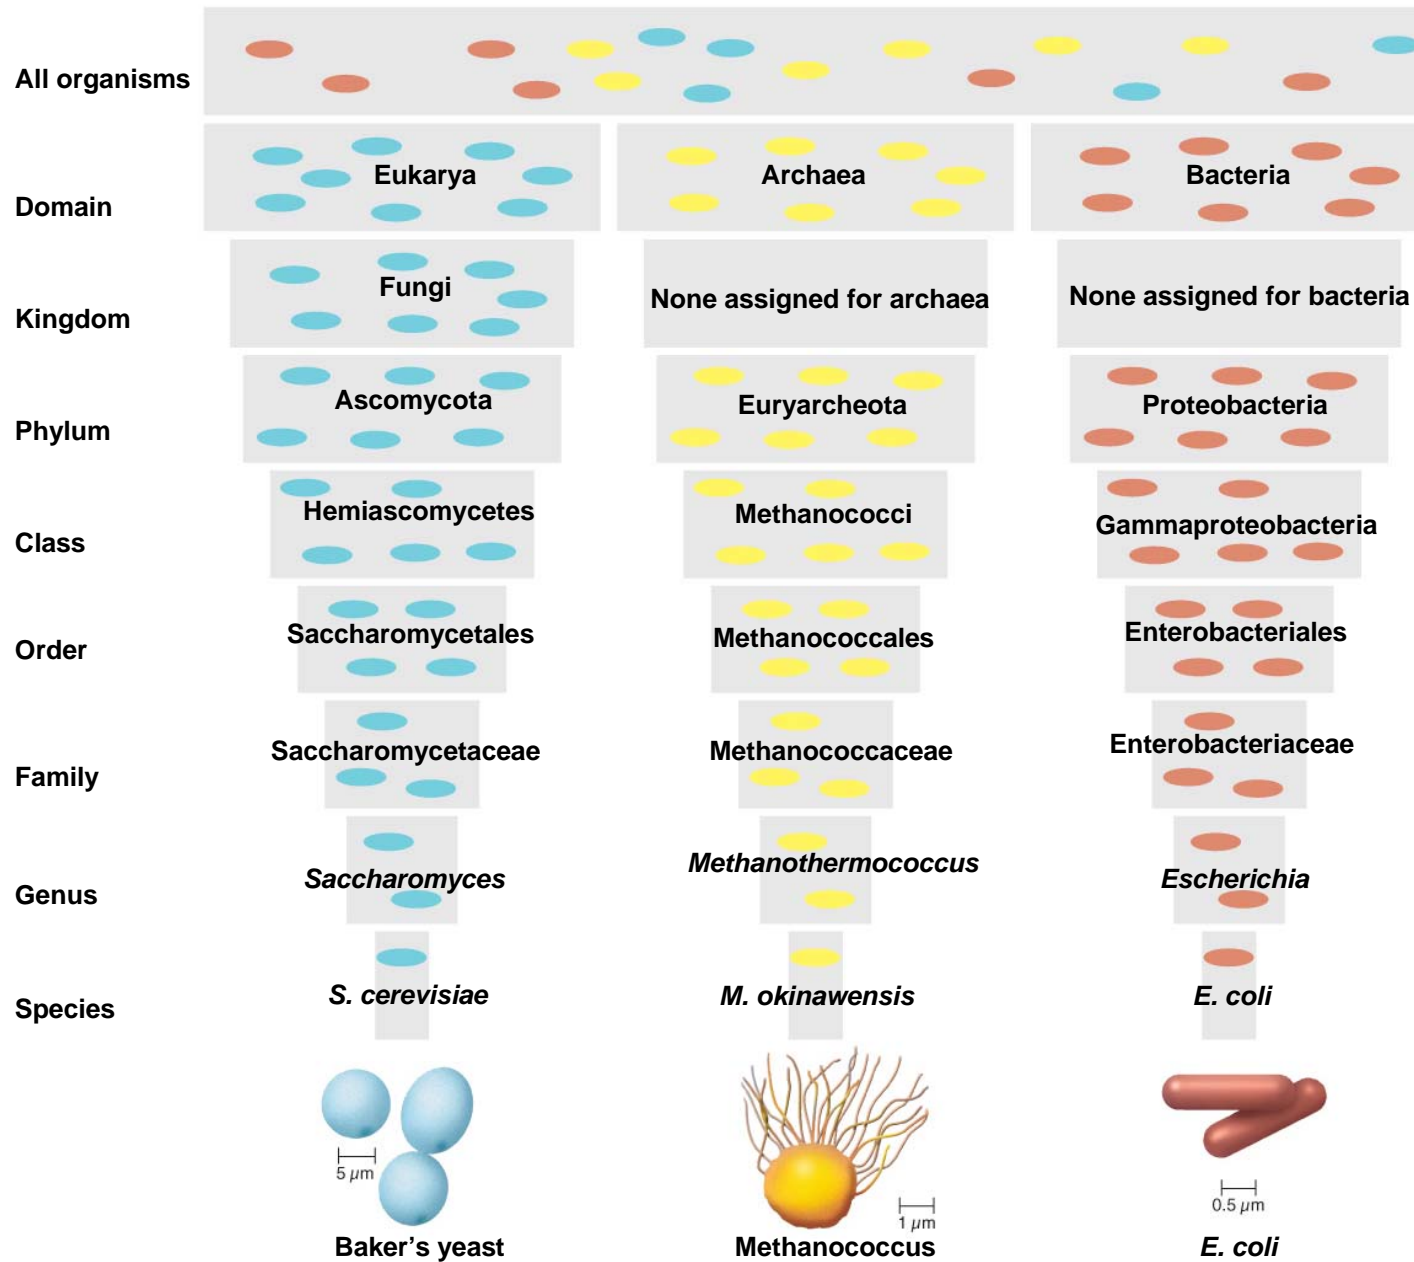 All organisms
Domain
Eukarya
Archaea
Bacteria
Kingdom
Fungi
None assigned for archaea
None assigned for bacteria
Phylum
Ascomycota
Euryarcheota
Proteobacteria
Class
Hemiascomycetes
Methanococci
Gammaproteobacteria
Order
Saccharomycetales
Methanococcales
Enterobacteriales
Family
Saccharomycetaceae
Methanococcaceae
Enterobacteriaceae
Genus
Saccharomyces
Methanothermococcus
Escherichia
Species
S. cerevisiae
M. okinawensis
E. coli
5 µm
1 µm
0.5 µm
Baker’s yeast
Methanococcus
E. coli